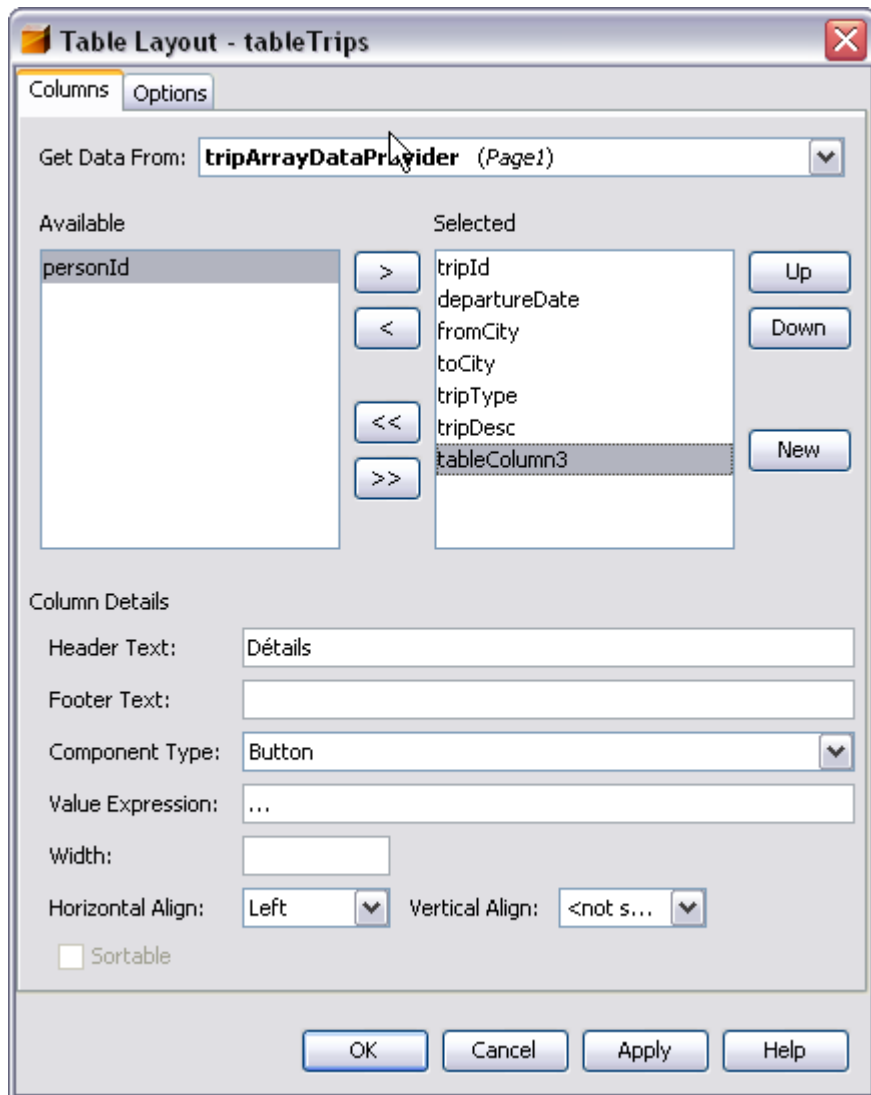 Table Layout - tableTrips
Columns Options
Get Data From: tripArrayDataProvider (Page1)
Available Selected
personId > tripId Up
departureDate
< fromCity Down
toCity
tripType
<< tripDesc New
tableColumn3
>>
Column Details
Header Text: Détails
Footer Text:
Component Type: Button
Value Expression: ...
Width:
Horizontal Align: Left Vertical Align: <not s...
Sortable
OK Cancel Apply Help